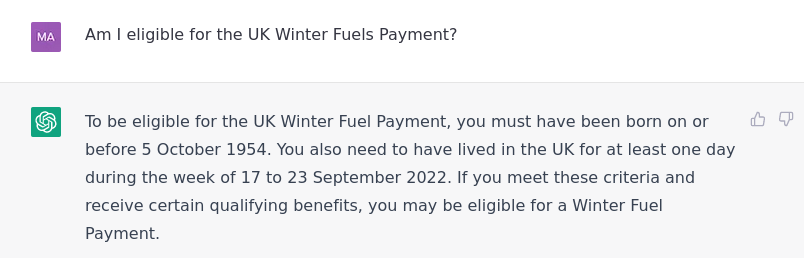 MA
Am I eligible for the UK Winter Fuels Payment?
To be eligible for the UK Winter Fuel Payment, you must have been born on or
before 5 October 1954. You also need to have lived in the UK for at least one day
during the week of 17 to 23 September 2022. If you meet these criteria and
receive certain qualifying benefits, you may be eligible for a Winter Fuel
Payment.